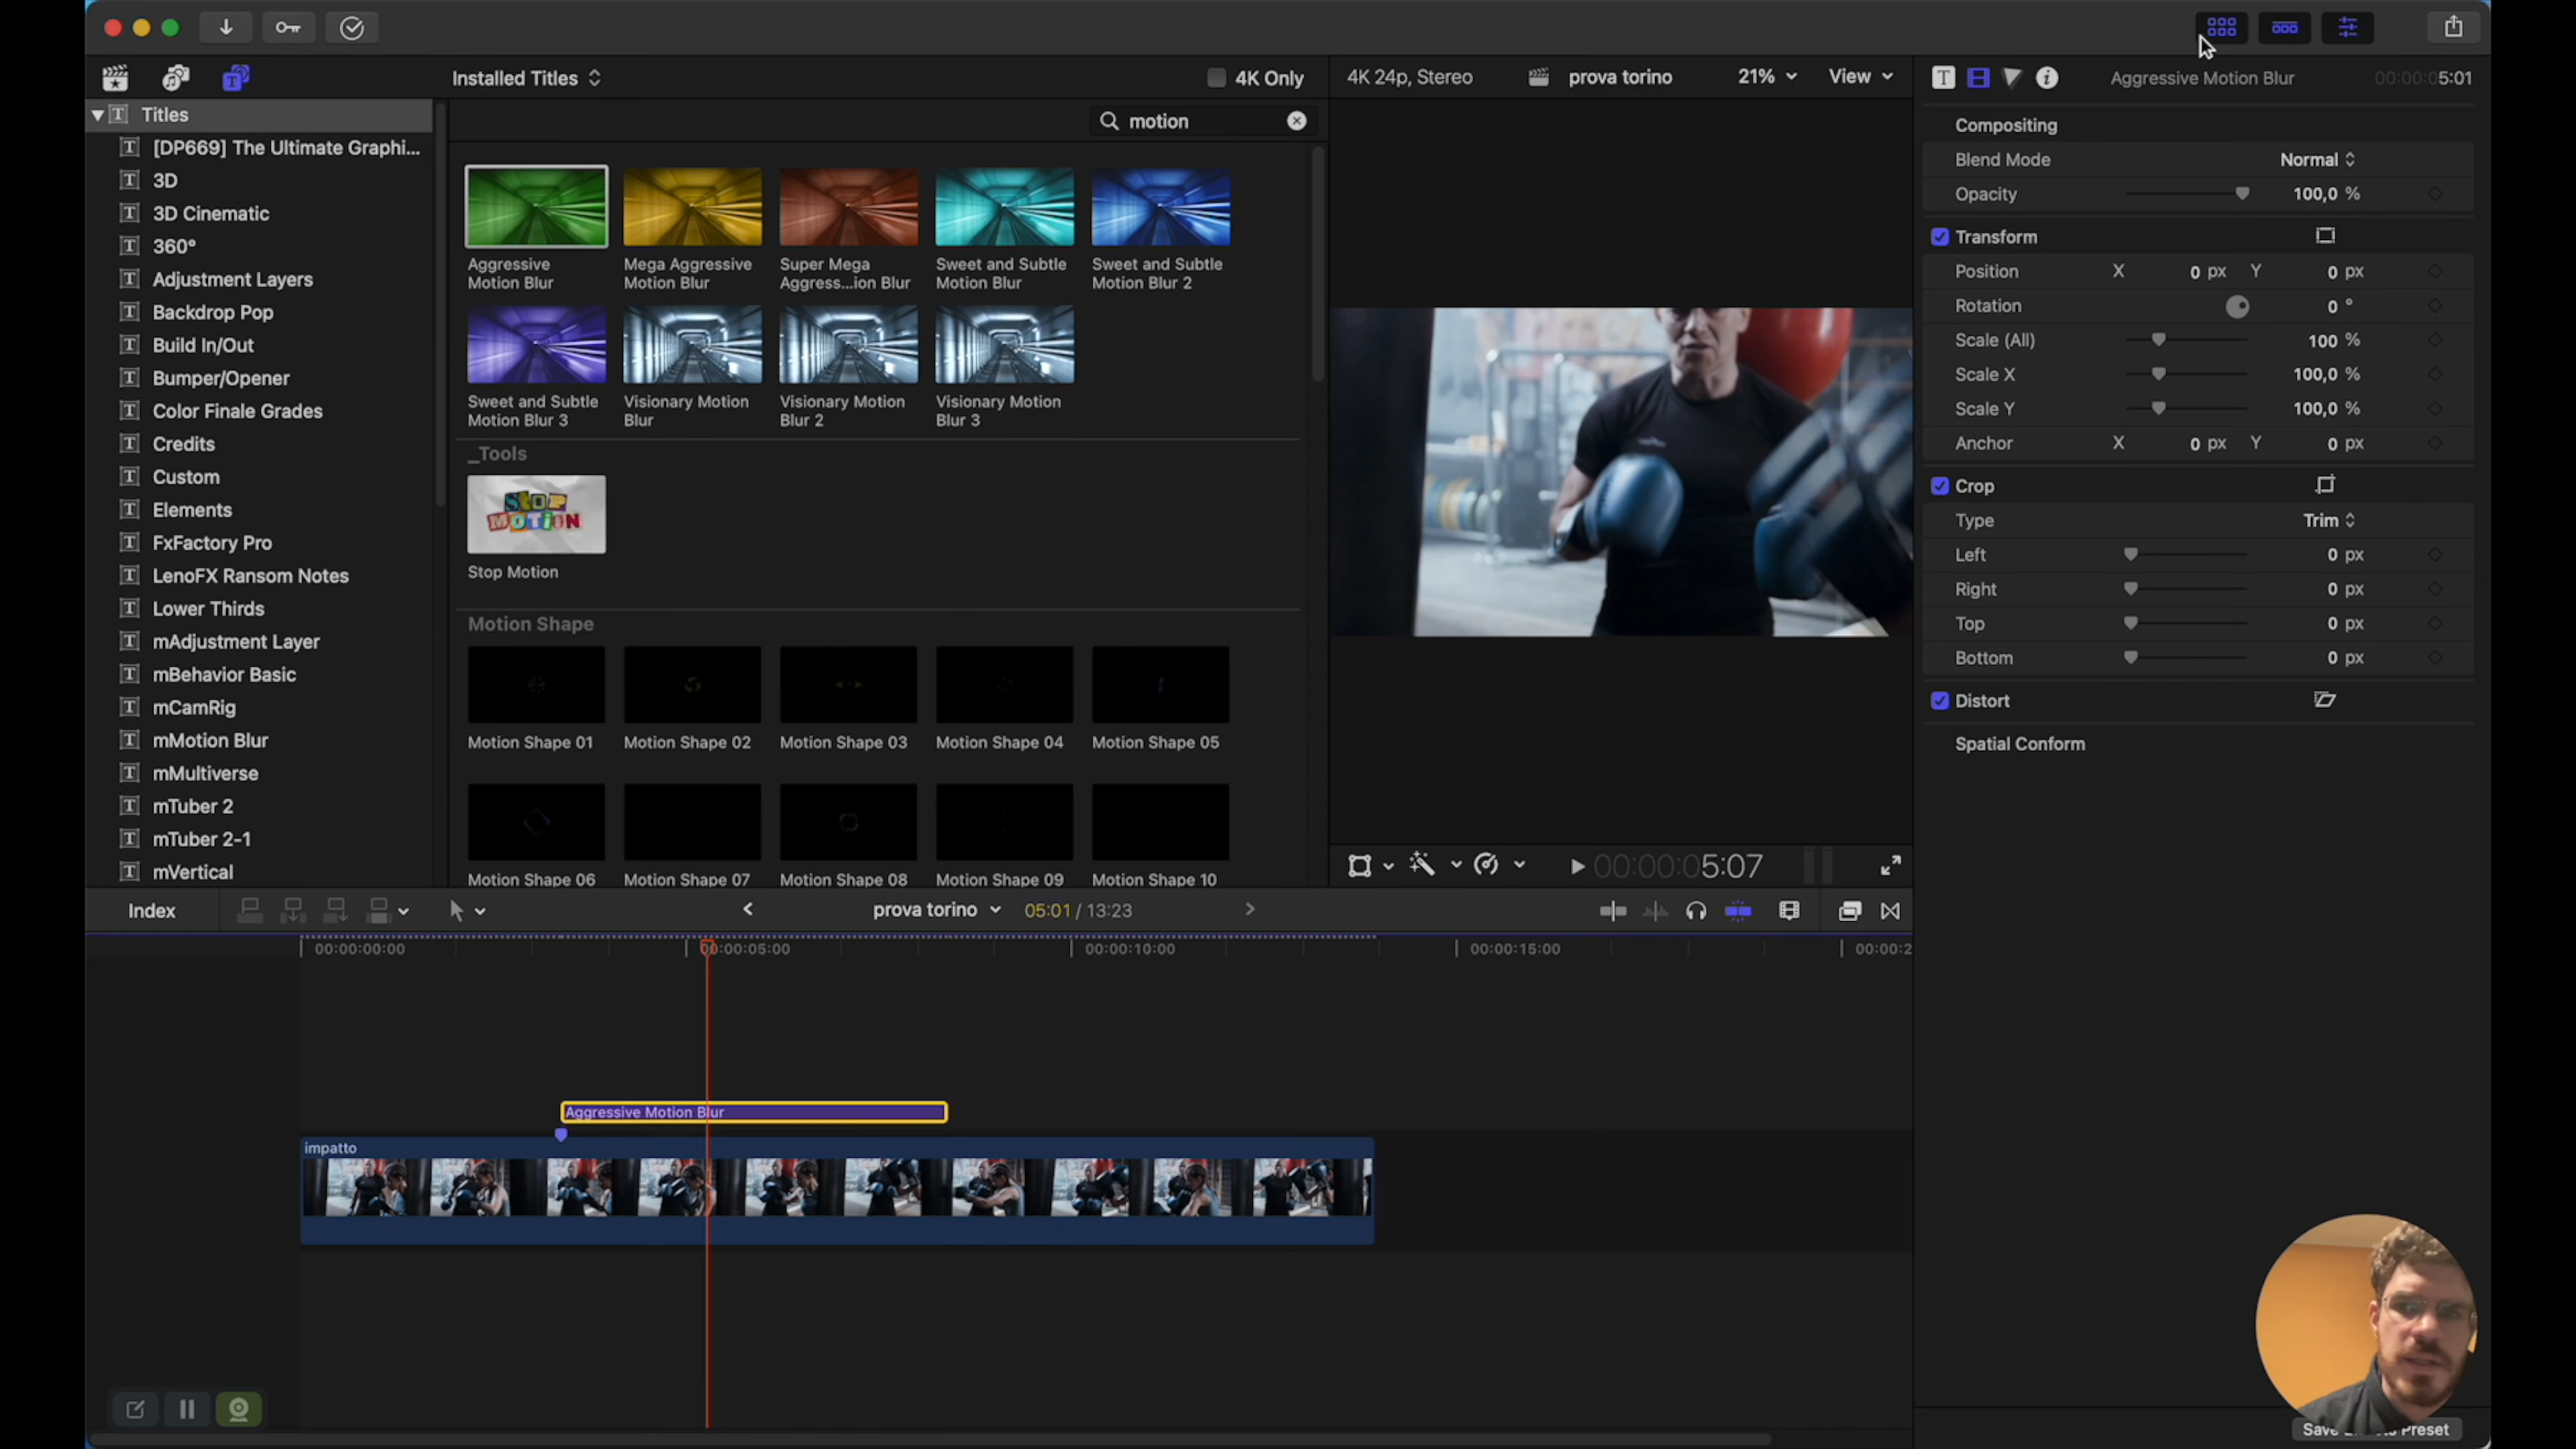 Installed Titles
4K Only
4K 24p, Stereo
prova torino
21%
View
Aggressive Motion Blur
00:00:05:01
Titles
[DP669] The Ultimate Graphi...
3D
3D Cinematic
360°
Adjustment Layers
Backdrop Pop
Build In/Out
Bumper/Opener
Color Finale Grades
Credits
Custom
Elements
FxFactory Pro
LenoFX Ransom Notes
Lower Thirds
mAdjustment Layer
mBehavior Basic
mCamRig
mMotion Blur
mMultiverse
mTuber 2
mTuber 2-1
mVertical
motion
Aggressive
Motion Blur
Mega Aggressive
Motion Blur
Super Mega
Aggress...ion Blur
Sweet and Subtle
Motion Blur
Sweet and Subtle
Motion Blur 2
Sweet and Subtle
Motion Blur 3
Visionary Motion
Blur
Visionary Motion
Blur 2
Visionary Motion
Blur 3
_Tools
STOP
MOTION
Stop Motion
Motion Shape
Motion Shape 01
Motion Shape 02
Motion Shape 03
Motion Shape 04
Motion Shape 05
Motion Shape 06
Motion Shape 07
Motion Shape 08
Motion Shape 09
Motion Shape 10
00:00:05:07
Compositing
Blend Mode Normal
Opacity 100,0 %
Transform
Position X 0 px Y 0 px
Rotation 0 °
Scale (All) 100 %
Scale X 100,0 %
Scale Y 100,0 %
Anchor X 0 px Y 0 px
Crop
Type Trim
Left 0 px
Right 0 px
Top 0 px
Bottom 0 px
Distort
Spatial Conform
Index
prova torino
05:01 / 13:23
00:00:00:00
00:00:05:00
00:00:10:00
00:00:15:00
00:00:2
Aggressive Motion Blur
impatto
Preset